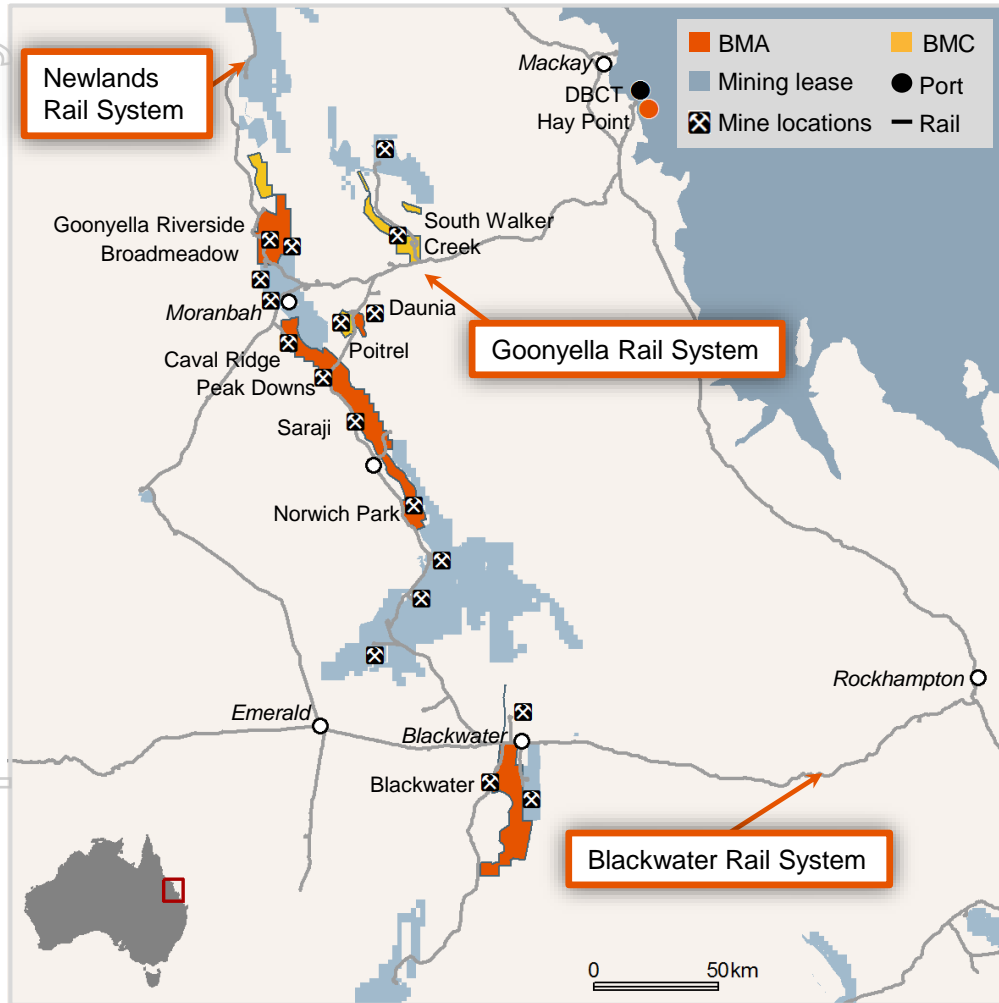 Newlands
Rail System
Mackay
DBCT
Hay Point
BMA
BMC
Mining lease
Port
Mine locations
Rail
Goonyella Riverside
Broadmeadow
South Walker
Creek
Moranbah
Daunia
Poitrel
Goonyella Rail System
Caval Ridge
Peak Downs
Saraji
Norwich Park
Rockhampton
Emerald
Blackwater
Blackwater
Blackwater Rail System
0
50km